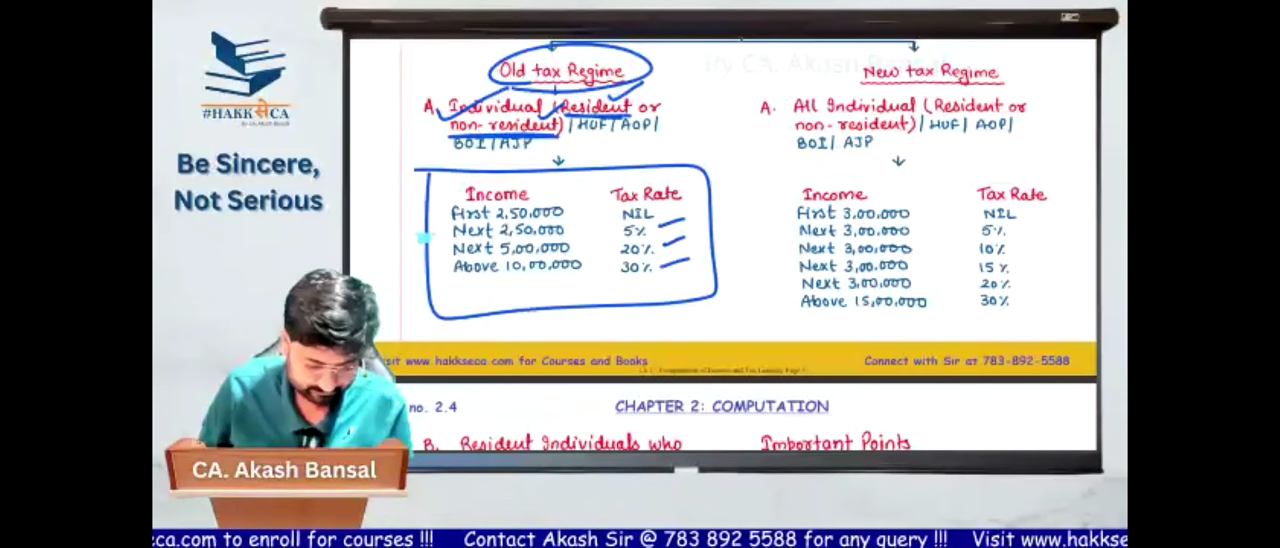 #HAKKसेCA
Be Sincere,
Not Serious
CA. Akash Bansal
By CA. Akash Bansal
Old tax Regime
A. Individual (Resident or
non-resident) / HUF/ AOP/
BOI/ AJP
Income Tax Rate
First 2,50,000 NIL
Next 2,50,000 5%
Next 5,00,000 20%
Above 10,00,000 30%
New tax Regime
A. All Individual (Resident or
non-resident) / HUF/ AOP/
BOI/ AJP
Income Tax Rate
First 3,00,000 NIL
Next 3,00,000 5%
Next 3,00,000 10%
Next 3,00,000 15%
Next 3,00,000 20%
Above 15,00,000 30%
isit www.hakkseca.com for Courses and Books Connect with Sir at 783-892-5588
no. 2.4 CHAPTER 2: COMPUTATION
B. Resident Individuals who Important Points
eca.com to enroll for courses !!! Contact Akash Sir @ 783 892 5588 for any query !!! Visit www.hakkse